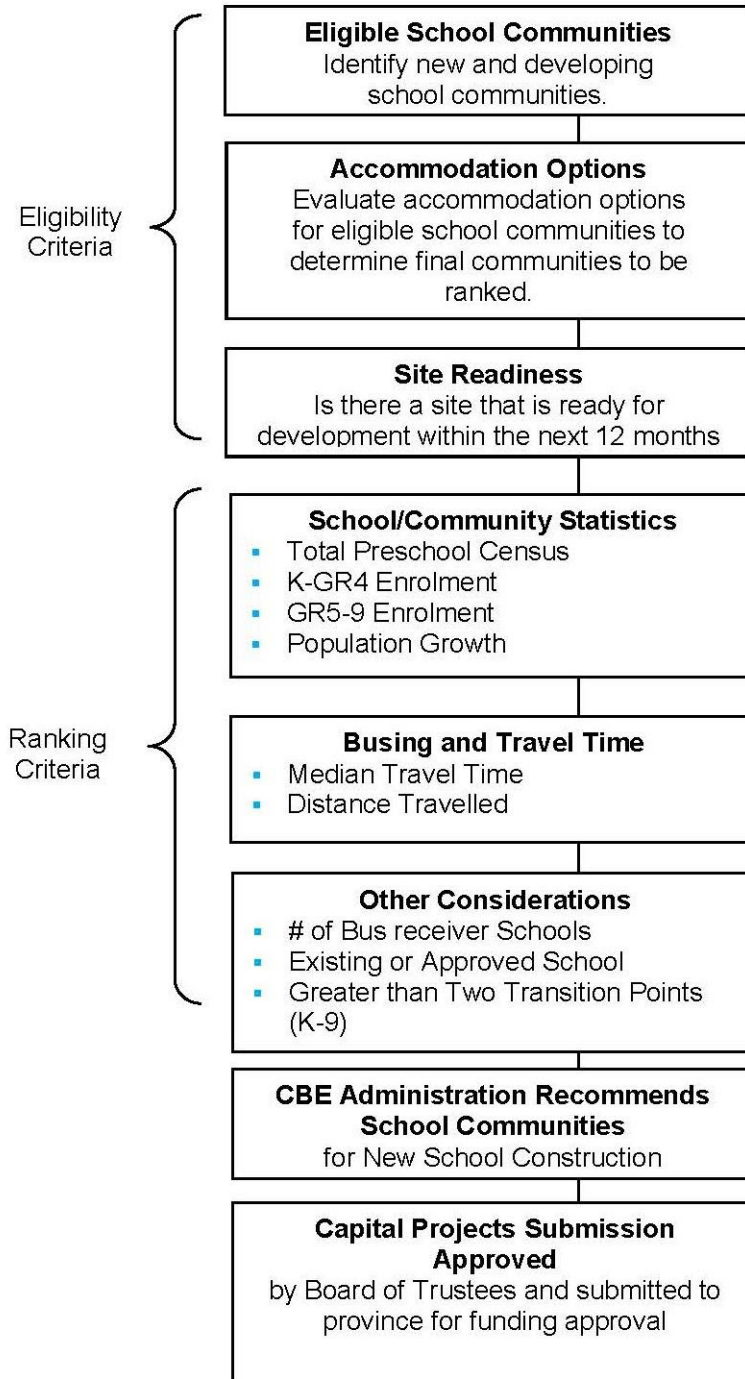 Eligible School Communities
Identify new and developing
school communities.
Accommodation Options
Evaluate accommodation options
for eligible school communities to
determine final communities to be
ranked.
Eligibility
Criteria
Site Readiness
Is there a site that is ready for
development within the next 12 months
School/Community Statistics
▪ Total Preschool Census
▪ K-GR4 Enrolment
▪ GR5-9 Enrolment
▪ Population Growth
Ranking
Criteria
Busing and Travel Time
▪ Median Travel Time
▪ Distance Travelled
Other Considerations
▪ # of Bus receiver Schools
▪ Existing or Approved School
▪ Greater than Two Transition Points
(K-9)
CBE Administration Recommends
School Communities
for New School Construction
Capital Projects Submission
Approved
by Board of Trustees and submitted to
province for funding approval